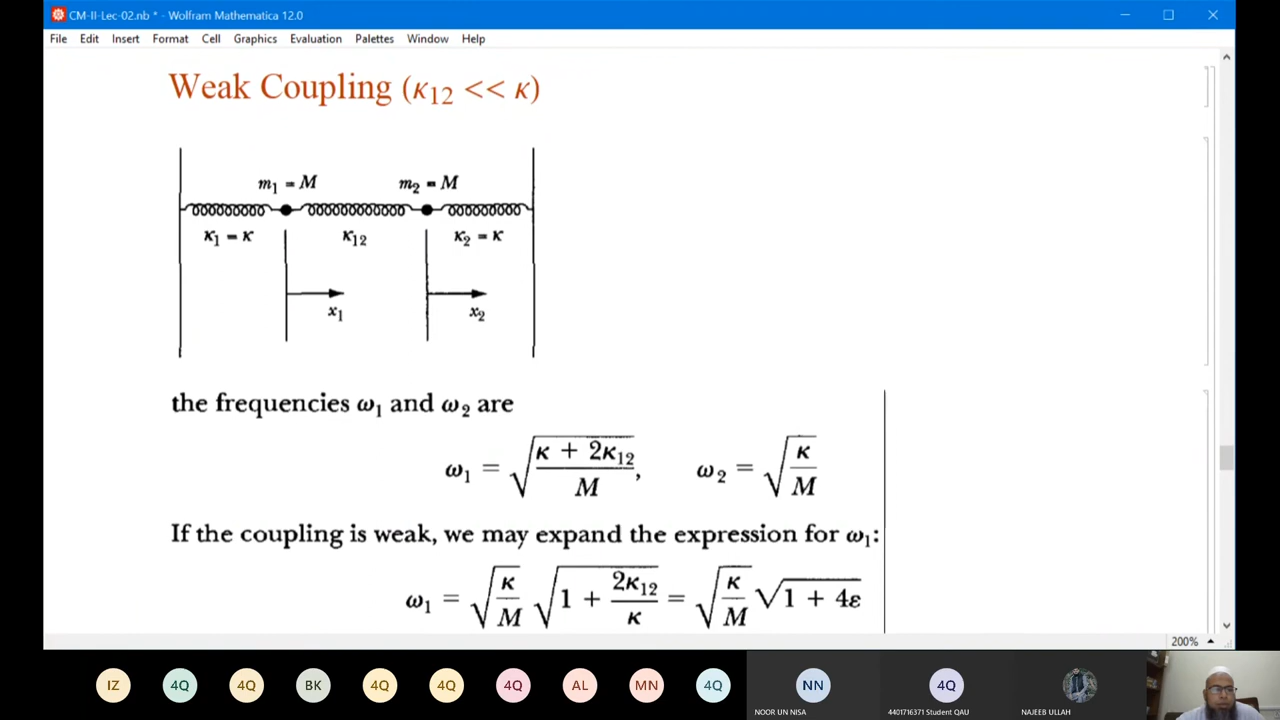 CM-II-Lec-02.nb * - Wolfram Mathematica 12.0
File Edit Insert Format Cell Graphics Evaluation Palettes Window Help
Weak Coupling (κ12 << κ)
m1 = M m2 = M
κ1 = κ κ12 κ2 = κ
x1 x2
the frequencies ω1 and ω2 are
ω1 = √((κ + 2κ12)/M), ω2 = √(κ/M)
If the coupling is weak, we may expand the expression for ω1:
ω1 = √(κ/M) √(1 + 2κ12/κ) = √(κ/M) √(1 + 4ε)
200%
IZ 4Q 4Q BK 4Q 4Q 4Q AL MN 4Q NN 4Q
NOOR UN NISA 4401716371 Student QAU NAJEEB ULLAH